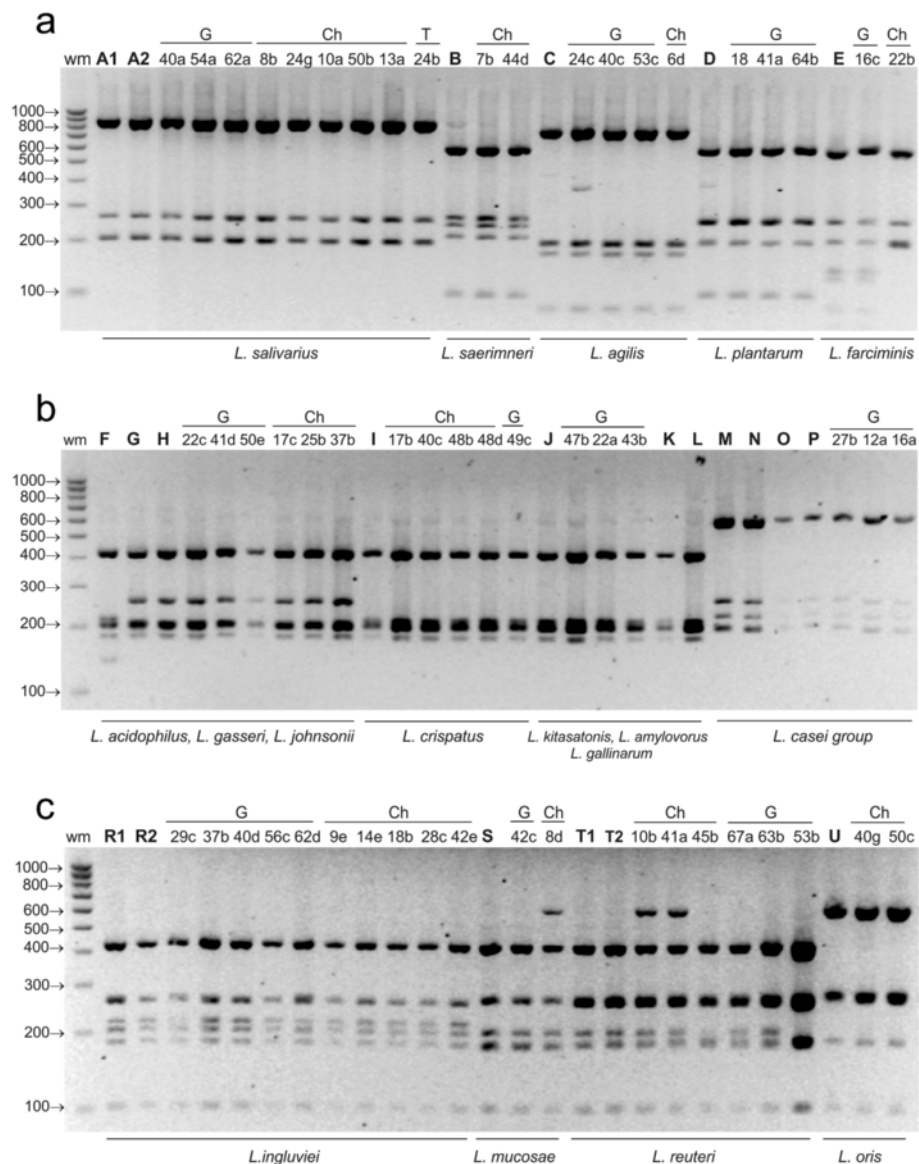 a
G Ch T Ch G Ch G G Ch
wm A1 A2 40a 54a 62a 8b 24g 10a 50b 13a 24b B 7b 44d C 24c 40c 53c 6d D 18 41a 64b E 16c 22b
1000→
800→
600→
500→
400→
300→
200→
100→
L. salivarius L. saerimneri L. agilis L. plantarum L. farciminis
b
G Ch Ch G G G
wm F G H 22c 41d 50e 17c 25b 37b I 17b 40c 48b 48d 49c J 47b 22a 43b K L M N O P 27b 12a 16a
1000→
800→
600→
500→
400→
300→
200→
100→
L. acidophilus, L. gasseri, L. johnsonii L. crispatus L. kitasatonis, L. amylovorus L. casei group
L. gallinarum
c
G Ch G Ch Ch G Ch
wm R1 R2 29c 37b 40d 56c 62d 9e 14e 18b 28c 42e S 42c 8d T1 T2 10b 41a 45b 67a 63b 53b U 40g 50c
1000→
800→
600→
500→
400→
300→
200→
100→
L.ingluviei L. mucosae L. reuteri L. oris